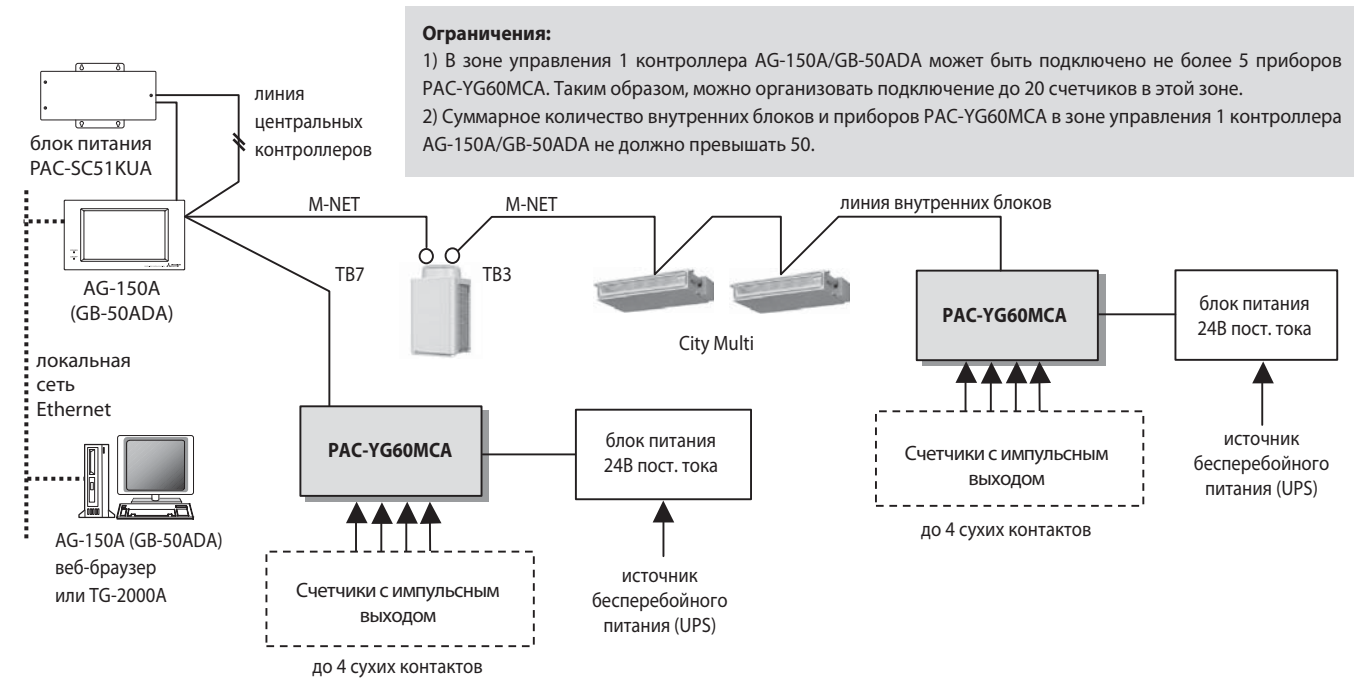 Ограничения:
1) В зоне управления 1 контроллера AG-150A/GB-50ADA может быть подключено не более 5 приборов
PAC-YG60MCA. Таким образом, можно организовать подключение до 20 счетчиков в этой зоне.
2) Суммарное количество внутренних блоков и приборов PAC-YG60MCA в зоне управления 1 контроллера
AG-150A/GB-50ADA не должно превышать 50.
блок питания
PAC-SC51KUA
линия
центральных
контроллеров
M-NET
M-NET
линия внутренних блоков
TB7
TB3
AG-150A
(GB-50ADA)
City Multi
PAC-YG60MCA
блок питания
24В пост. тока
локальная
сеть
Ethernet
PAC-YG60MCA
блок питания
24В пост. тока
Счетчики с импульсным
выходом
источник
бесперебойного
питания (UPS)
до 4 сухих контактов
AG-150A (GB-50ADA)
веб-браузер
или TG-2000A
Счетчики с импульсным
выходом
источник
бесперебойного
питания (UPS)
до 4 сухих контактов